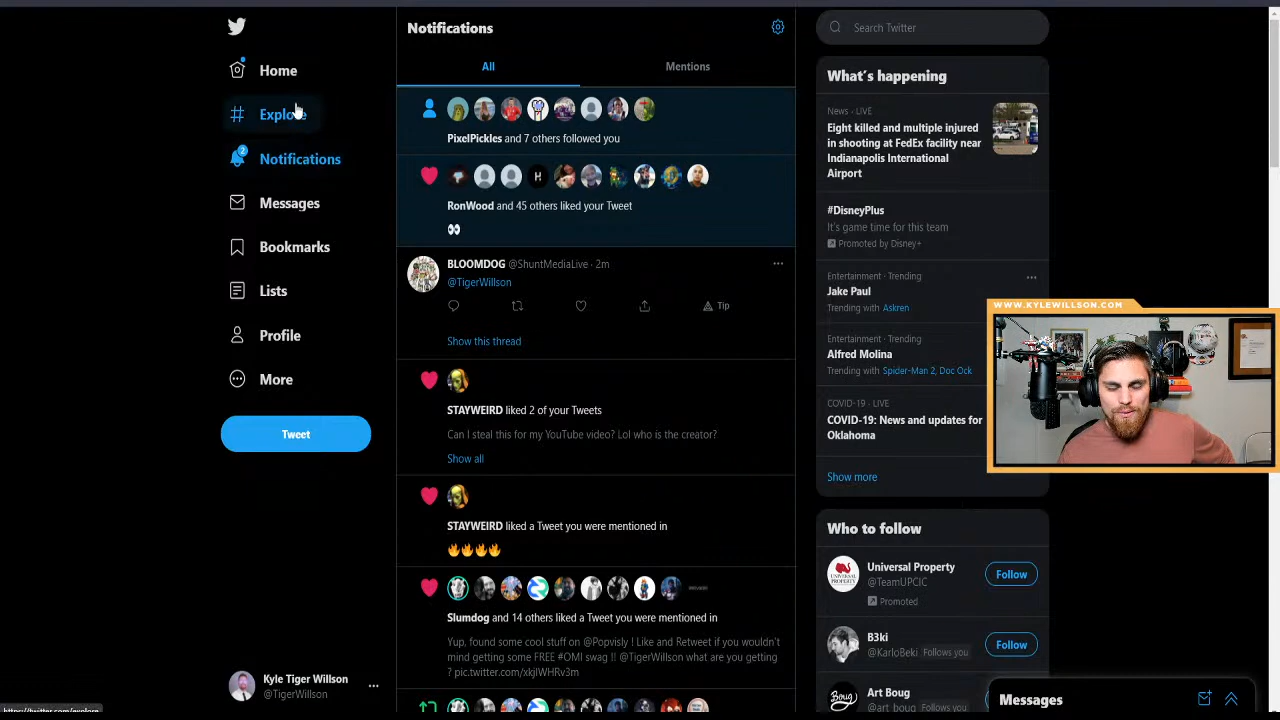 Home
Explore
2
Notifications
Messages
Bookmarks
Lists
Profile
More
Tweet
Kyle Tiger Willson
@TigerWillson
https://twitter.com/explore
Notifications
All
Mentions
PixelPickles and 7 others followed you
RonWood and 45 others liked your Tweet
BLOOMDOG @ShuntMediaLive · 2m
@TigerWillson
Tip
Show this thread
STAYWEIRD liked 2 of your Tweets
Can I steal this for my YouTube video? Lol who is the creator?
Show all
STAYWEIRD liked a Tweet you were mentioned in
Slumdog and 14 others liked a Tweet you were mentioned in
Yup, found some cool stuff on @Popvisly ! Like and Retweet if you wouldn't
mind getting some FREE #OMI swag !! @TigerWillson what are you getting
? pic.twitter.com/xkjlWHRv3m
Search Twitter
What's happening
News · LIVE
Eight killed and multiple injured
in shooting at FedEx facility near
Indianapolis International
Airport
#DisneyPlus
It's game time for this team
Promoted by Disney+
Entertainment · Trending
Jake Paul
Trending with Askren
Entertainment · Trending
Alfred Molina
Trending with Spider-Man 2, Doc Ock
COVID-19 · LIVE
COVID-19: News and updates for
Oklahoma
Show more
WWW.KYLEWILLSON.COM
Who to follow
Universal Property
@TeamUPCIC
Promoted
Follow
B3ki
@KarloBeki Follows you
Follow
Art Boug
@art_boug
Messages